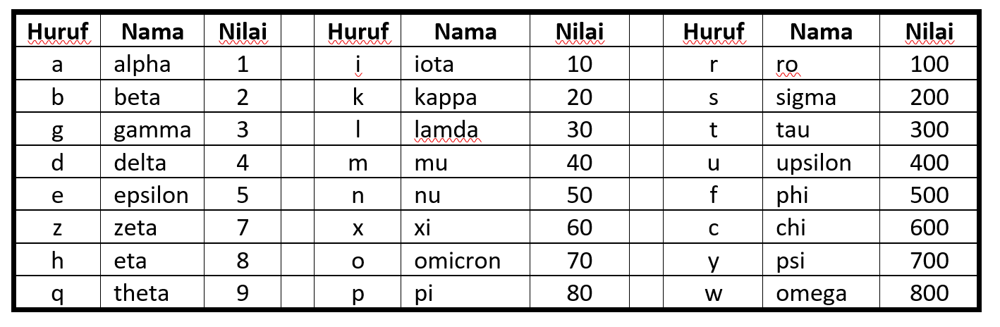 Huruf Nama Nilai Huruf Nama Nilai Huruf Nama Nilai
a alpha 1 i iota 10 r ro 100
b beta 2 k kappa 20 s sigma 200
g gamma 3 l lamda 30 t tau 300
d delta 4 m mu 40 u upsilon 400
e epsilon 5 n nu 50 f phi 500
z zeta 7 x xi 60 c chi 600
h eta 8 o omicron 70 y psi 700
q theta 9 p pi 80 w omega 800